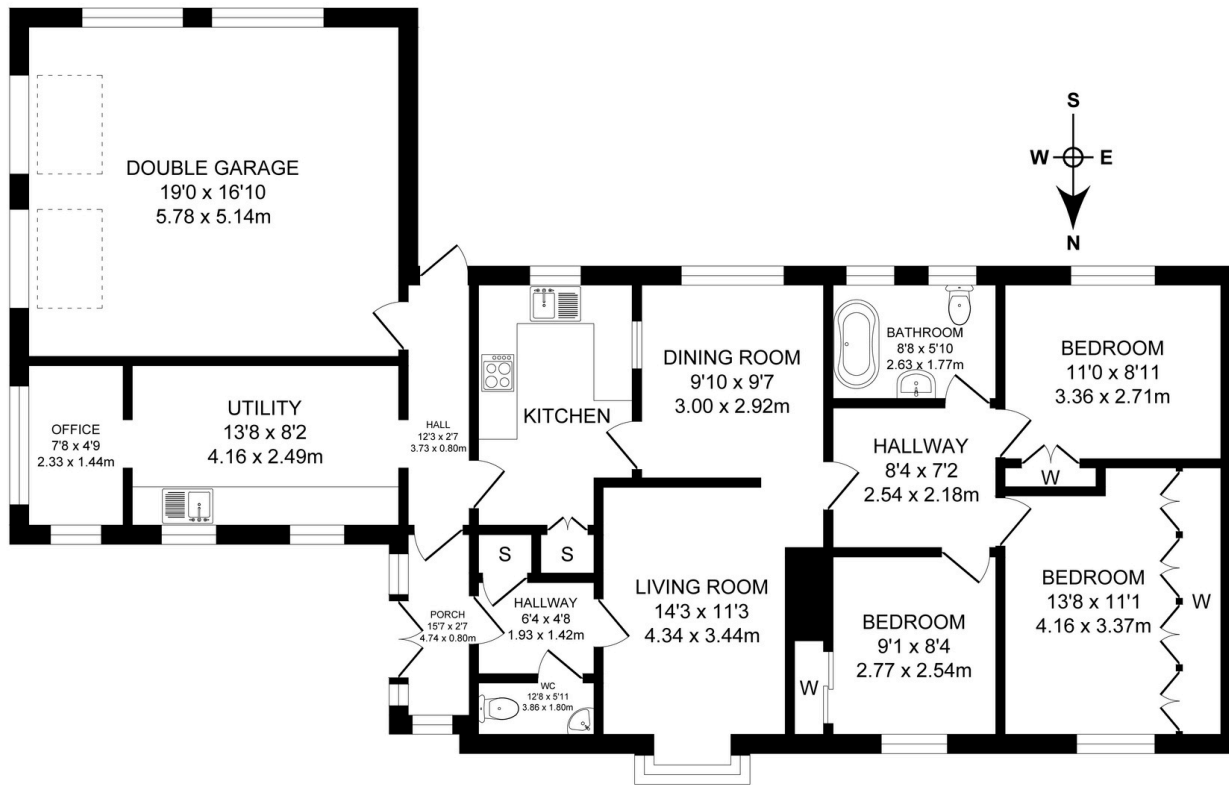 DOUBLE GARAGE
19'0 x 16'10
5.78 x 5.14m
S
W E
N
OFFICE
7'8 x 4'9
2.33 x 1.44m
UTILITY
13'8 x 8'2
4.16 x 2.49m
HALL
12'3 x 2'7
3.73 x 0.80m
KITCHEN
DINING ROOM
9'10 x 9'7
3.00 x 2.92m
BATHROOM
8'8 x 5'10
2.63 x 1.77m
BEDROOM
11'0 x 8'11
3.36 x 2.71m
HALLWAY
8'4 x 7'2
2.54 x 2.18m
W
S
S
PORCH
15'7 x 2'7
4.74 x 0.80m
HALLWAY
6'4 x 4'8
1.93 x 1.42m
LIVING ROOM
14'3 x 11'3
4.34 x 3.44m
WC
12'8 x 5'11
3.86 x 1.80m
W
BEDROOM
9'1 x 8'4
2.77 x 2.54m
BEDROOM
13'8 x 11'1
4.16 x 3.37m
W